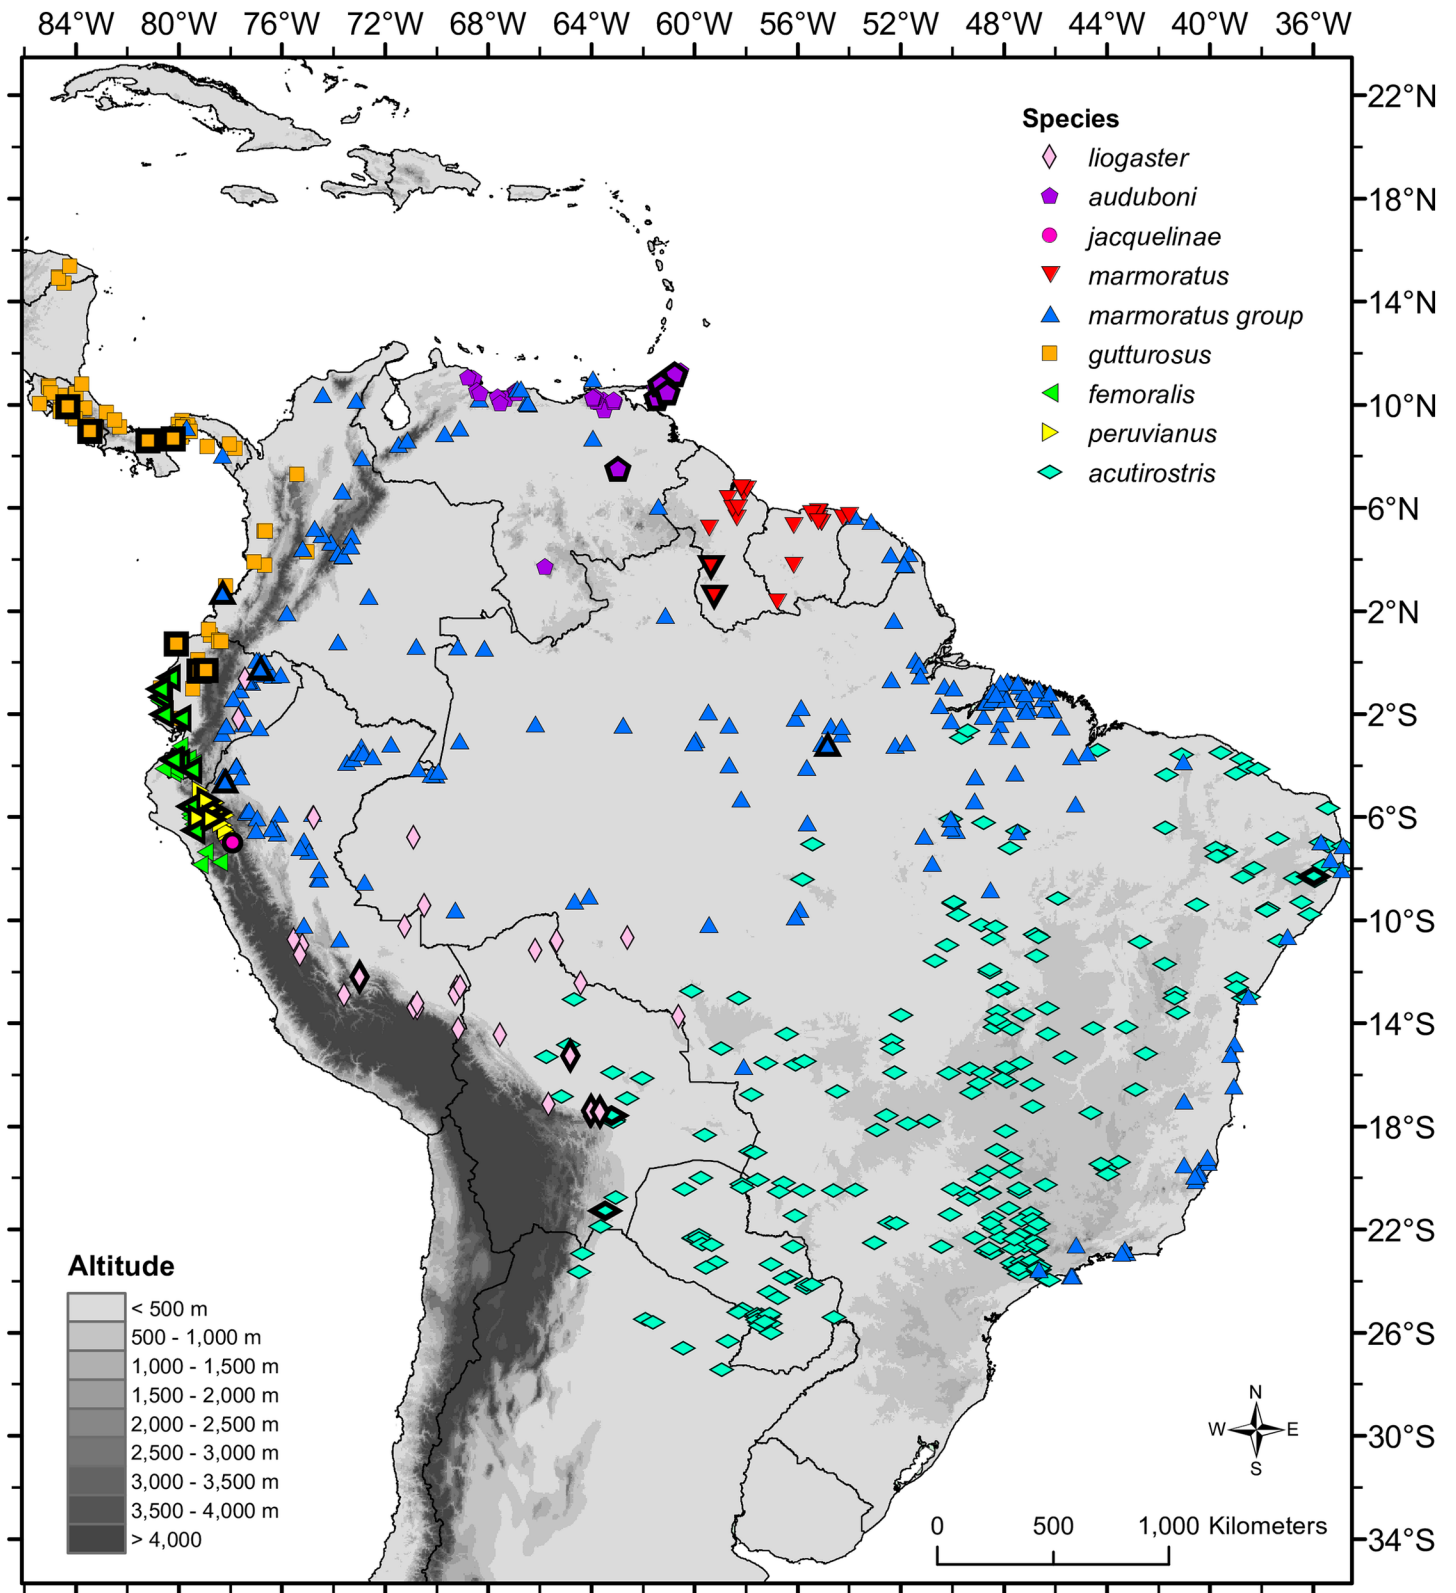 84°W 80°W 76°W 72°W 68°W 64°W 60°W 56°W 52°W 48°W 44°W 40°W 36°W
22°N
Species
liogaster
18°N
auduboni
jacquelinae
marmoratus
14°N
marmoratus group
gutturosus
femoralis
10°N
peruvianus
acutirostris
6°N
2°N
2°S
6°S
10°S
14°S
18°S
22°S
Altitude
< 500 m
500 - 1,000 m
26°S
1,000 - 1,500 m
1,500 - 2,000 m
N
2,000 - 2,500 m
W E
30°S
2,500 - 3,000 m
S
3,000 - 3,500 m
3,500 - 4,000 m
0 500 1,000 Kilometers
> 4,000
34°S